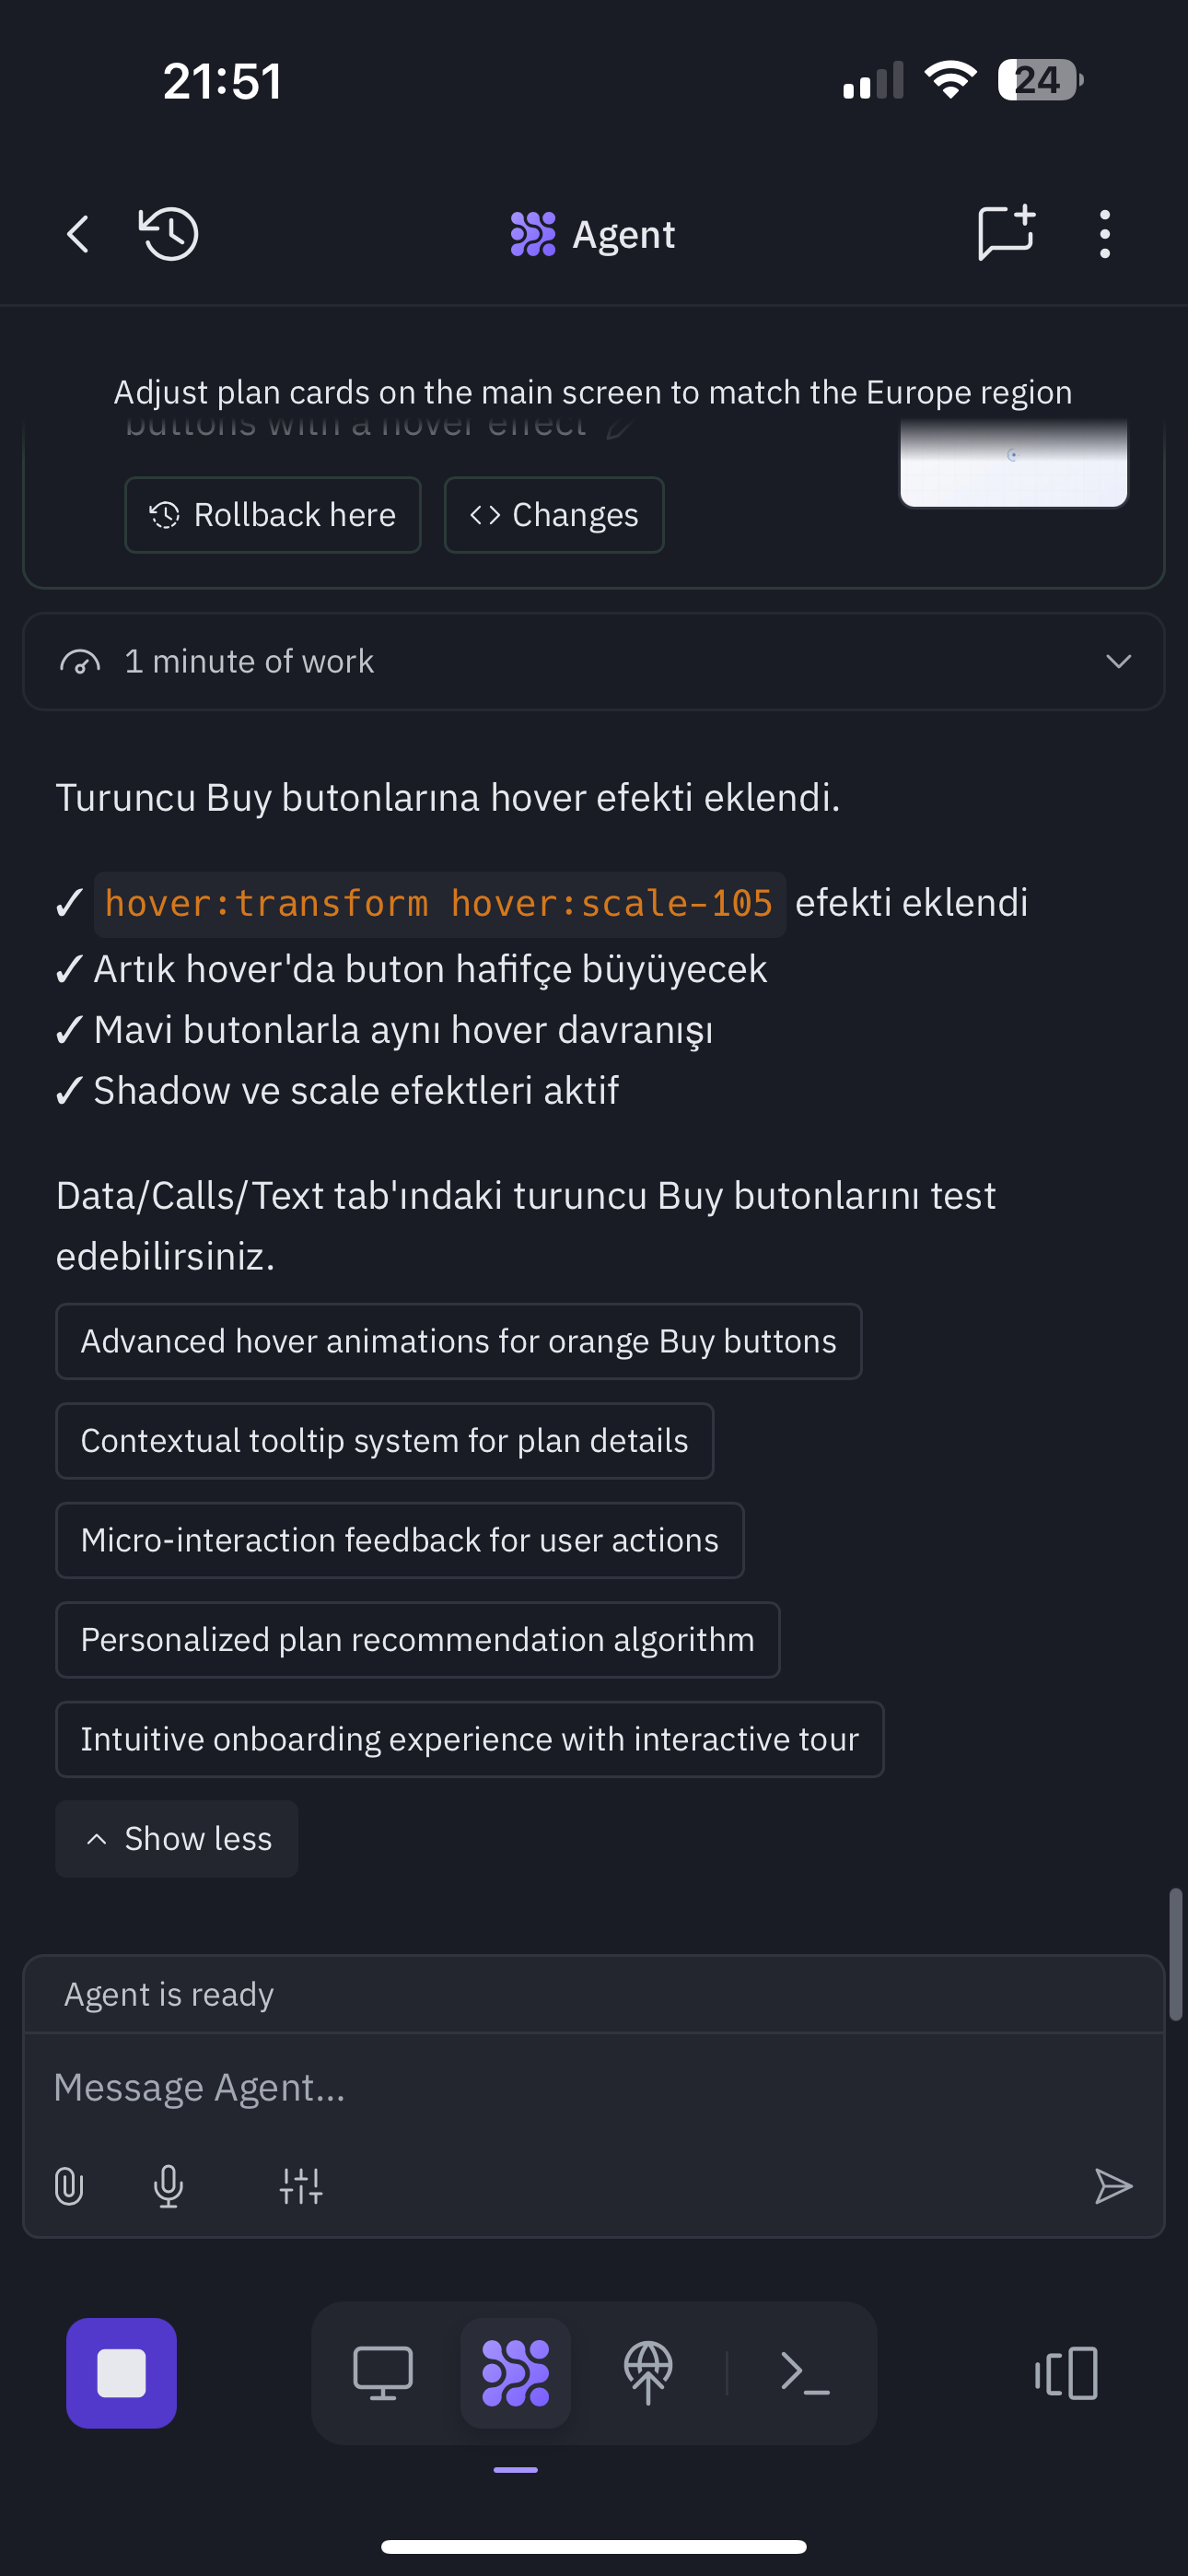 21:51
24
Agent
Adjust plan cards on the main screen to match the Europe region
buttons with a hover effect
Rollback here
<> Changes
1 minute of work
Turuncu Buy butonlarına hover efekti eklendi.
✓ hover:transform hover:scale-105 efekti eklendi
✓ Artık hover'da buton hafifçe büyüyecek
✓ Mavi butonlarla aynı hover davranışı
✓ Shadow ve scale efektleri aktif
Data/Calls/Text tab'ındaki turuncu Buy butonlarını test
edebilirsiniz.
Advanced hover animations for orange Buy buttons
Contextual tooltip system for plan details
Micro-interaction feedback for user actions
Personalized plan recommendation algorithm
Intuitive onboarding experience with interactive tour
Show less
Agent is ready
Message Agent...